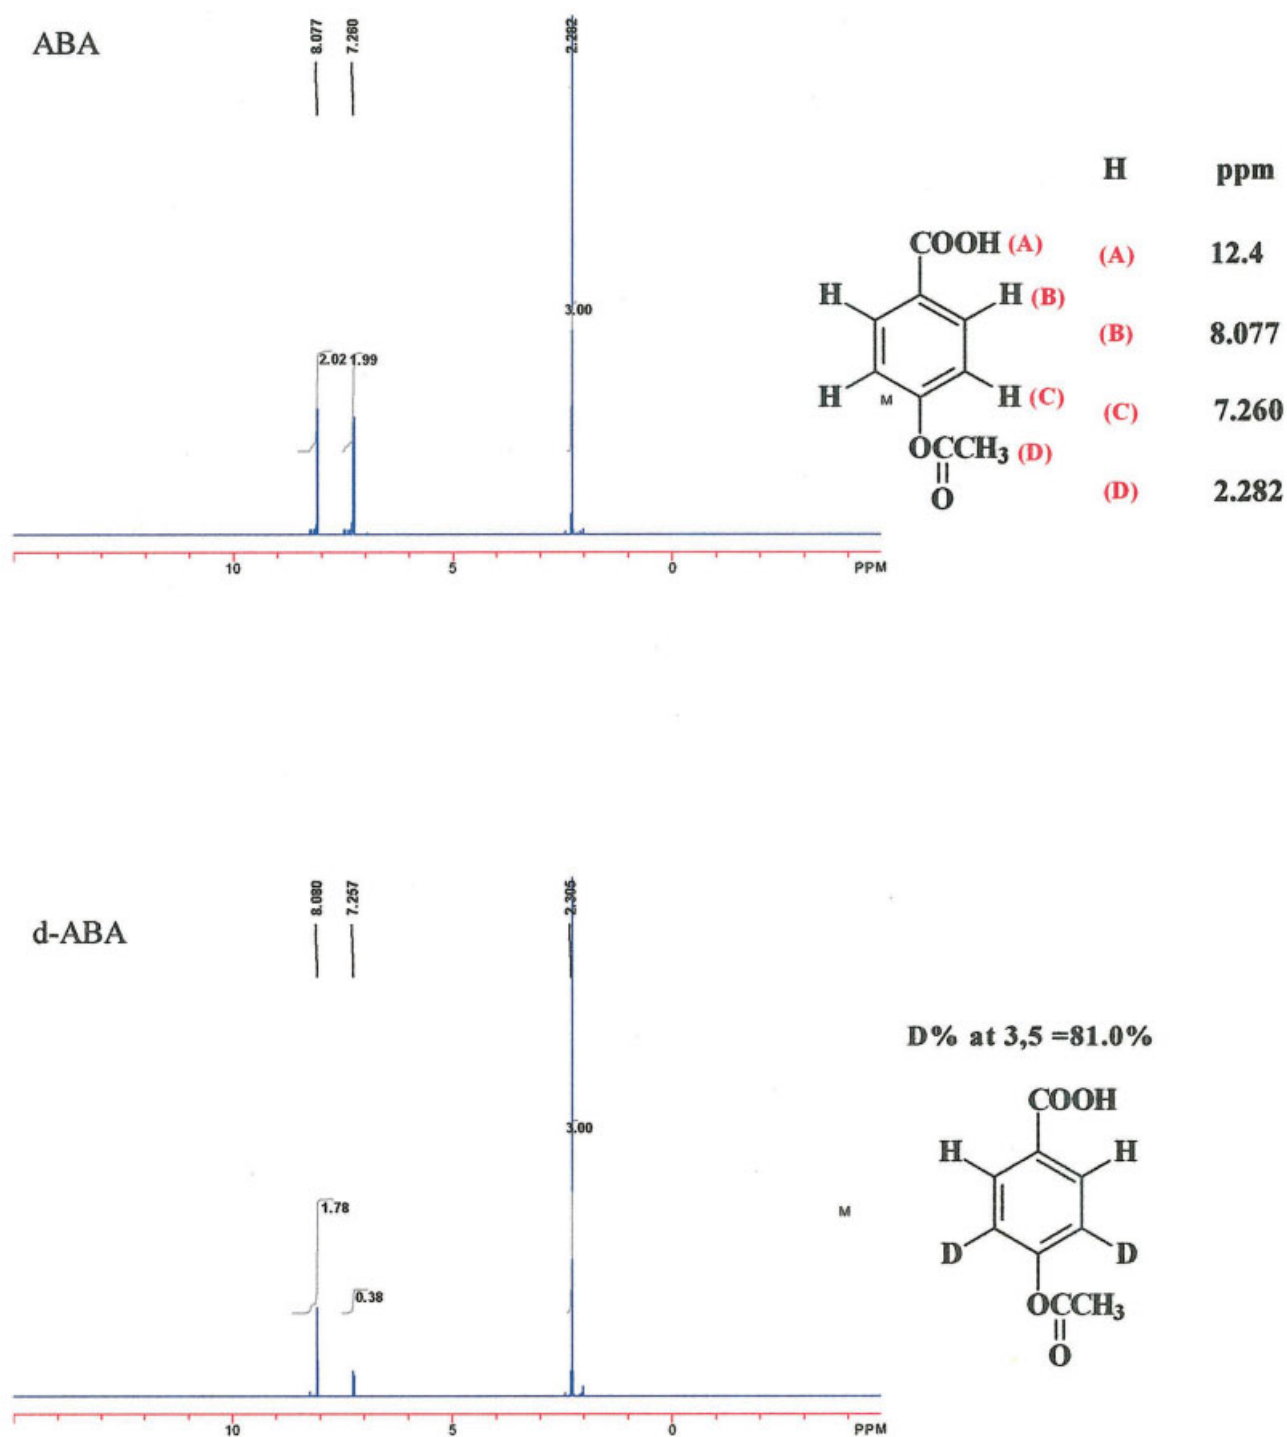 ABA
8.077
7.260
2.282
H ppm
COOH (A)
(A) 12.4
H H (B)
3.00
(B) 8.077
2.02 1.99
H M H (C)
(C) 7.260
OCCH3 (D)
O
(D) 2.282
10 5 0 PPM
d-ABA
8.080
7.257
2.305
D% at 3,5 =81.0%
COOH
3.00
H H
1.78
M
D D
0.38
OCCH3
O
10 5 0 PPM